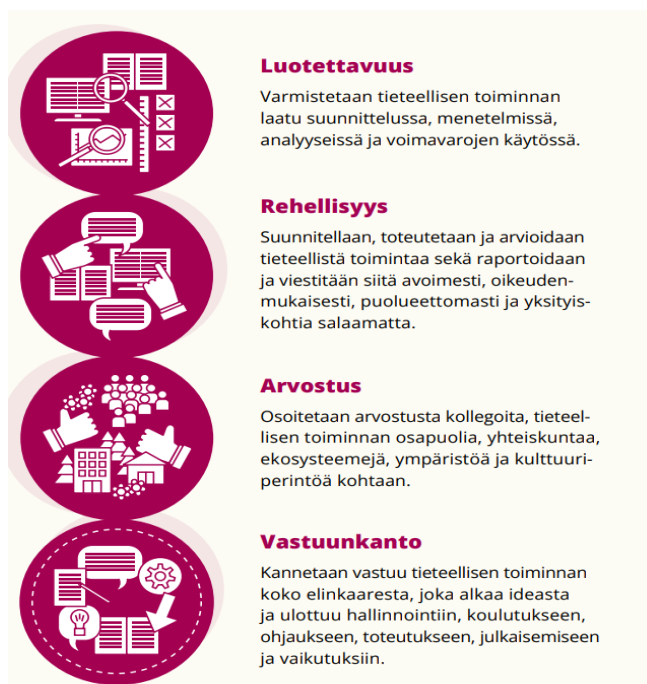 Luotettavuus
Varmistetaan tieteellisen toiminnan
laatu suunnittelussa, menetelmissä,
analyyseissä ja voimavarojen käytössä.
Rehellisyys
Suunnitellaan, toteutetaan ja arvioidaan
tieteellistä toimintaa sekä raportoidaan
ja viestitään siitä avoimesti, oikeuden-
mukaisesti, puolueettomasti ja yksityis-
kohtia salaamatta.
Arvostus
Osoitetaan arvostusta kollegoita, tieteel-
lisen toiminnan osapuolia, yhteiskuntaa,
ekosysteemejä, ympäristöä ja kulttuuri-
perintöä kohtaan.
Vastuunkanto
Kannetaan vastuu tieteellisen toiminnan
koko elinkaaresta, joka alkaa ideasta
ja ulottuu hallinnointiin, koulutukseen,
ohjaukseen, toteutukseen, julkaisemiseen
ja vaikutuksiin.